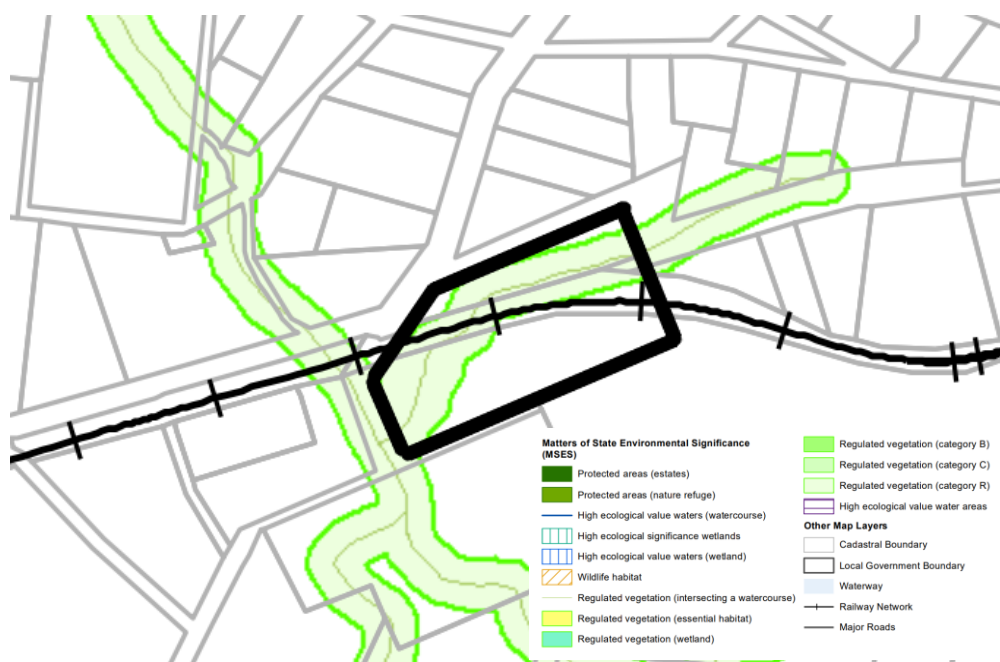 Matters of State Environmental Significance
(MSES)
Protected areas (estates)
Protected areas (nature refuge)
High ecological value waters (watercourse)
High ecological significance wetlands
High ecological value waters (wetland)
Wildlife habitat
Regulated vegetation (intersecting a watercourse)
Regulated vegetation (essential habitat)
Regulated vegetation (wetland)
Regulated vegetation (category B)
Regulated vegetation (category C)
Regulated vegetation (category R)
High ecological value water areas
Other Map Layers
Cadastral Boundary
Local Government Boundary
Waterway
Railway Network
Major Roads